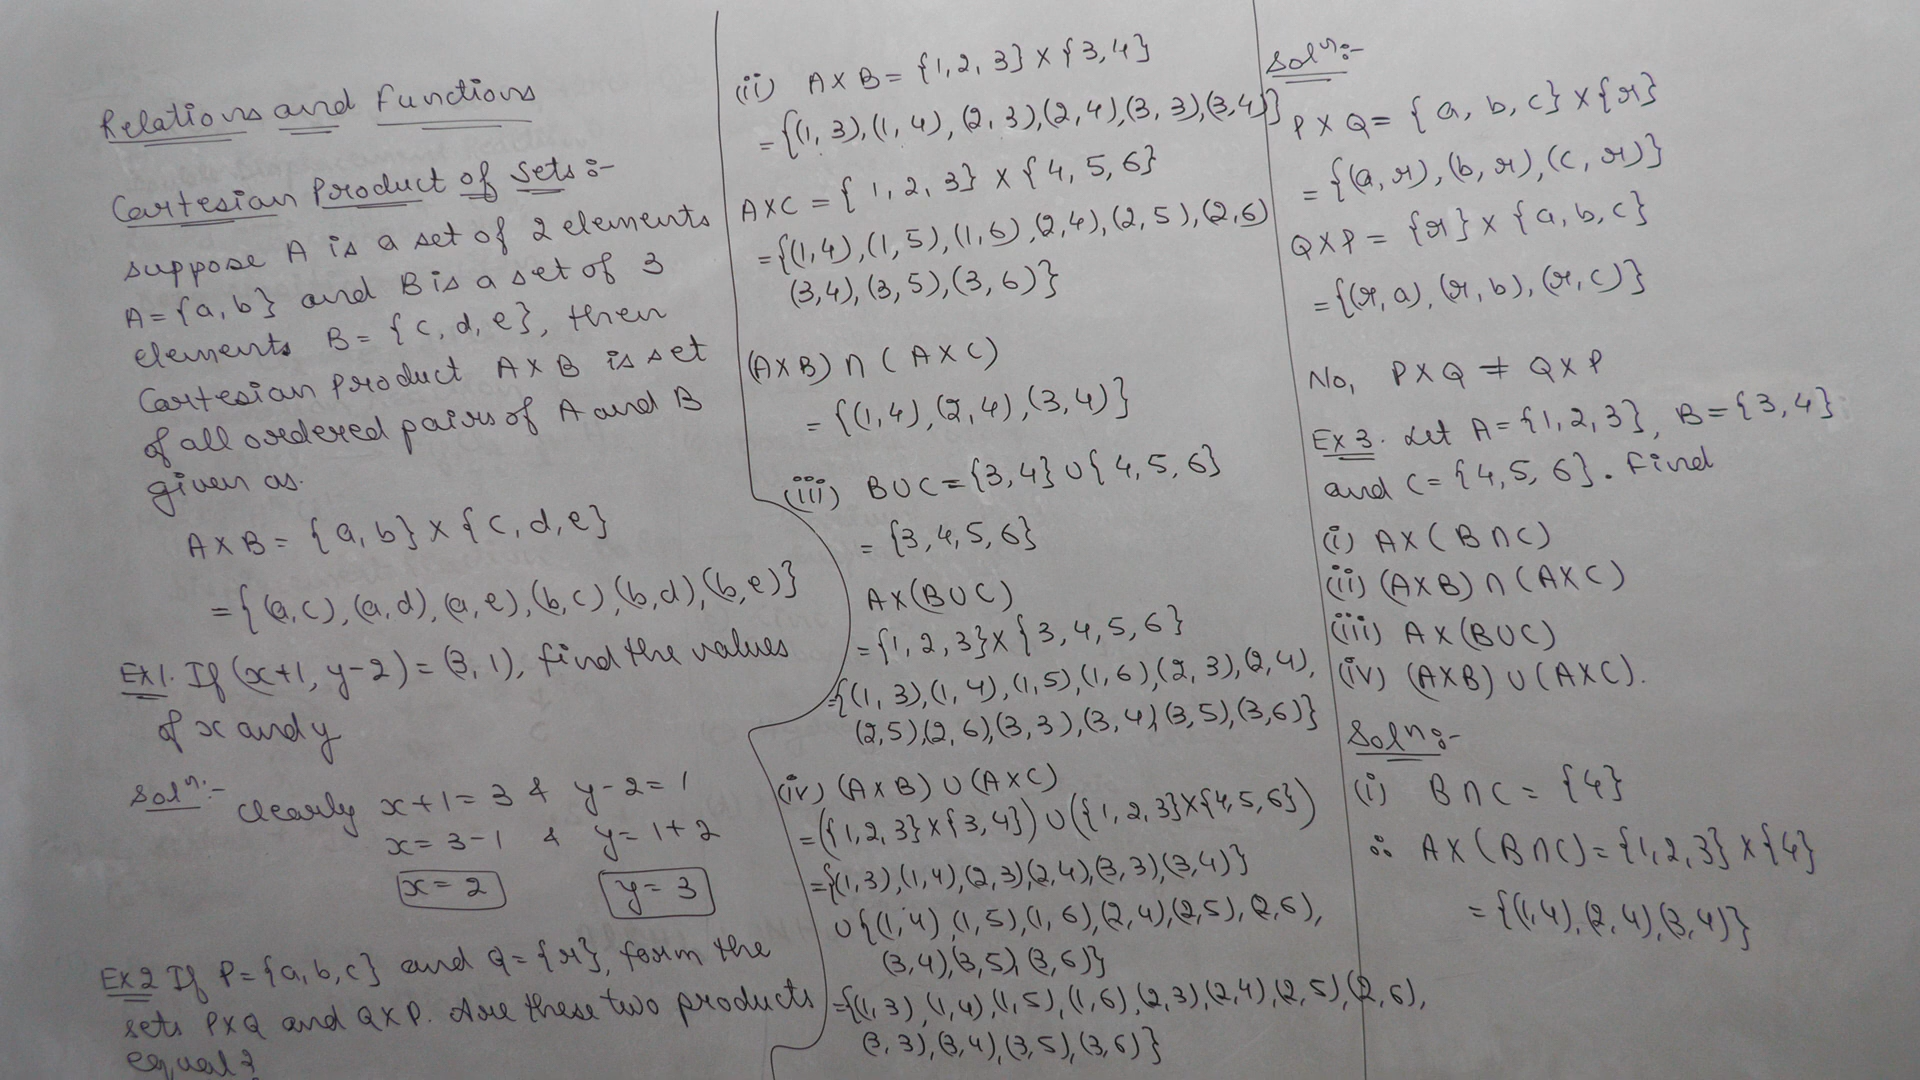 Relations and Functions
Cartesian Product of Sets :-
Suppose A is a set of 2 elements
A = {a, b} and B is a set of 3
elements B = {c, d, e}, then
Cartesian Product A X B is set
of all ordered pairs of A and B
given as.
A X B = {a, b} X {c, d, e}
= {(a, c), (a, d), (a, e), (b, c), (b, d), (b, e)}
Ex 1. If (x+1, y-2) = (3, 1), find the values
of x and y
Solⁿ:- Clearly x+1 = 3 & y-2 = 1
x = 3-1 & y = 1+2
x = 2 y = 3
Ex 2 If P = {a, b, c} and Q = {r}, form the
sets PXQ and QXP. Are these two products
equal?
(ii) A X B = {1, 2, 3} X {3, 4}
= {(1, 3), (1, 4), (2, 3), (2, 4), (3, 3), (3, 4)}
A X C = {1, 2, 3} X {4, 5, 6}
= {(1, 4), (1, 5), (1, 6), (2, 4), (2, 5), (2, 6)
(3, 4), (3, 5), (3, 6)}
(A X B) ∩ (A X C)
= {(1, 4), (2, 4), (3, 4)}
(iii) B U C = {3, 4} U {4, 5, 6}
= {3, 4, 5, 6}
A X (B U C)
= {1, 2, 3} X {3, 4, 5, 6}
= {(1, 3), (1, 4), (1, 5), (1, 6), (2, 3), (2, 4),
(2, 5), (2, 6), (3, 3), (3, 4), (3, 5), (3, 6)}
(iv) (A X B) U (A X C)
= ({1, 2, 3} X {3, 4}) U ({1, 2, 3} X {4, 5, 6})
= {(1, 3), (1, 4), (2, 3), (2, 4), (3, 3), (3, 4)}
U {(1, 4), (1, 5), (1, 6), (2, 4), (2, 5), (2, 6),
(3, 4), (3, 5), (3, 6)}
= {(1, 3), (1, 4), (1, 5), (1, 6), (2, 3), (2, 4), (2, 5), (2, 6),
(3, 3), (3, 4), (3, 5), (3, 6)}
Solⁿ:-
P X Q = {a, b, c} X {r}
= {(a, r), (b, r), (c, r)}
Q X P = {r} X {a, b, c}
= {(r, a), (r, b), (r, c)}
No, P X Q ≠ Q X P
Ex 3. Let A = {1, 2, 3}, B = {3, 4}
and C = {4, 5, 6}. Find
(i) A X (B ∩ C)
(ii) (A X B) ∩ (A X C)
(iii) A X (B U C)
(iv) (A X B) U (A X C).
Solⁿ:-
(i) B ∩ C = {4}
∴ A X (B ∩ C) = {1, 2, 3} X {4}
= {(1, 4), (2, 4), (3, 4)}